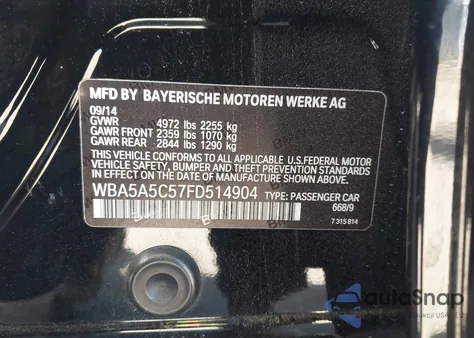 MFD BY BAYERISCHE MOTOREN WERKE AG
09/14
GVWR 4972 lbs 2255 kg
GAWR FRONT 2359 lbs 1070 kg
GAWR REAR 2844 lbs 1290 kg
THIS VEHICLE CONFORMS TO ALL APPLICABLE U.S. FEDERAL MOTOR
VEHICLE SAFETY, BUMPER AND THEFT PREVENTION STANDARDS
IN EFFECT ON THE DATE OF MANUFACTURE SHOWN ABOVE.
WBA5A5C57FD514904 TYPE: PASSENGER CAR
668/9
7 315 814
autoSnap